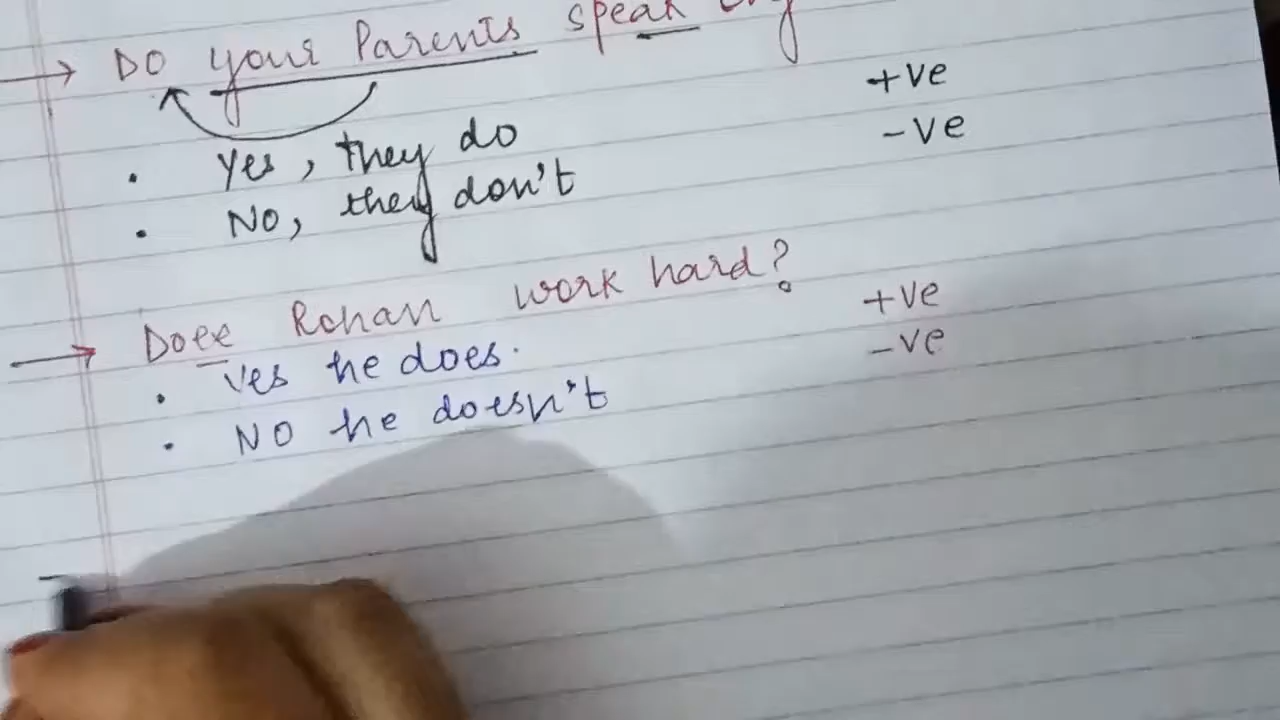 → Do your Parents speak
+ve
-ve
• Yes, they do
• No, they don't
→ Does Rohan work hard?
+ve
-ve
• Yes he does.
• NO he doesn't